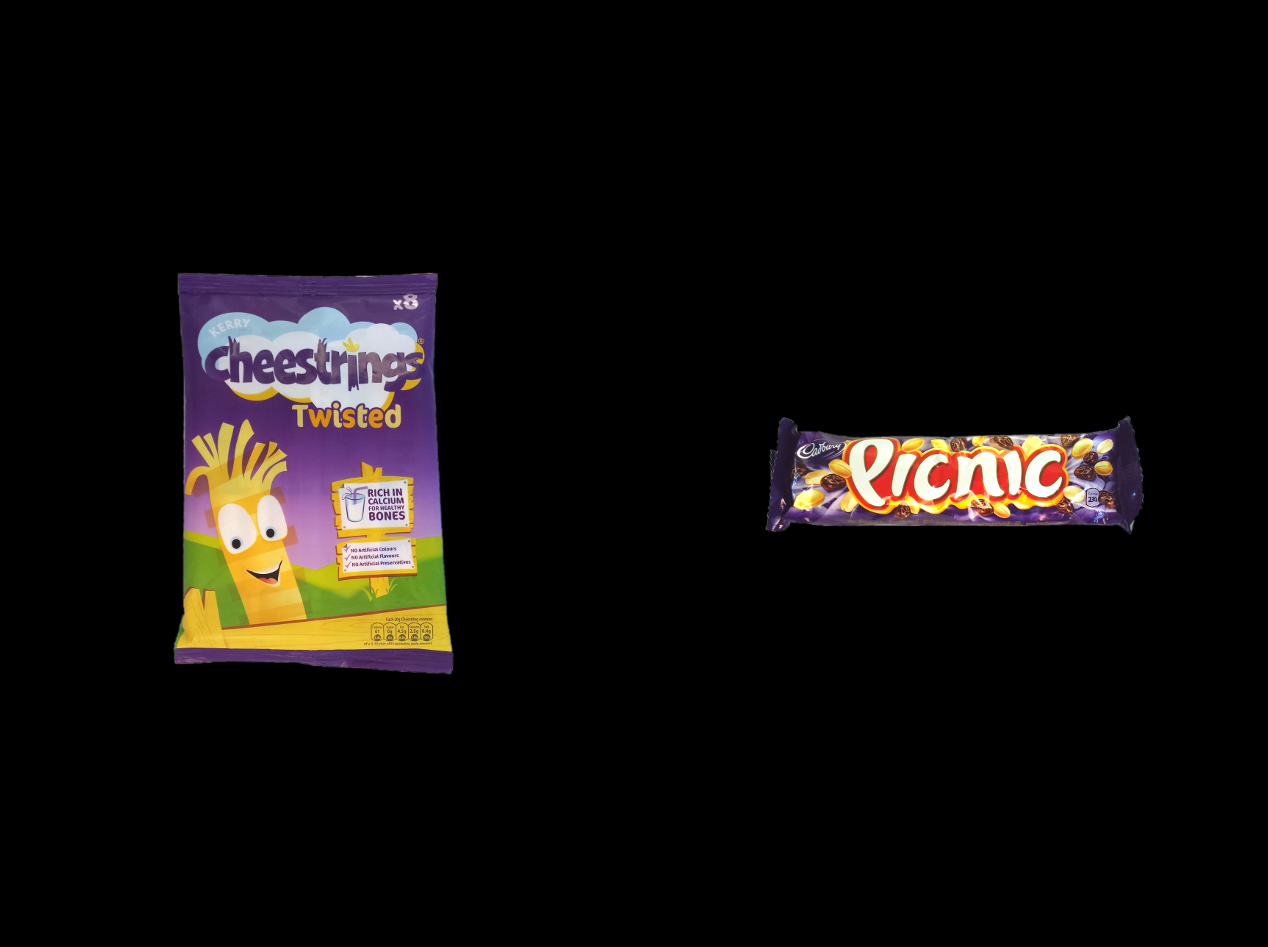 x8
KERRY
cheestrings®
Twisted
RICH IN
CALCIUM
FOR HEALTHY
BONES
NO Artificial Colours
NO Artificial Flavours
NO Artificial Preservatives
Cadbury
Picnic
230